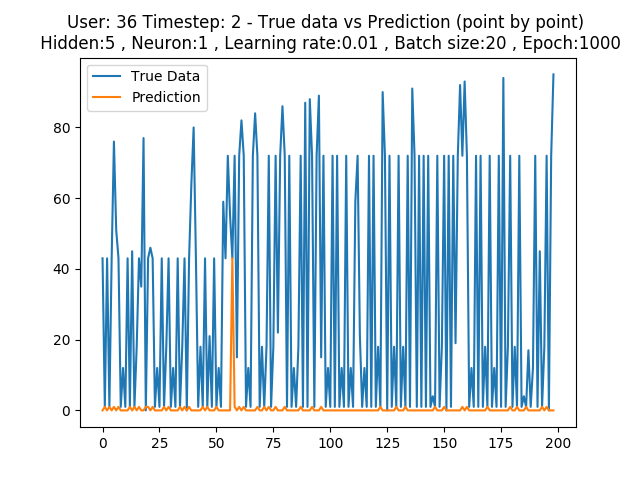 User: 36 Timestep: 2 - True data vs Prediction (point by point)
Hidden:5 , Neuron:1 , Learning rate:0.01 , Batch size:20 , Epoch:1000
True Data
Prediction
80
60
40
20
0
0 25 50 75 100 125 150 175 200